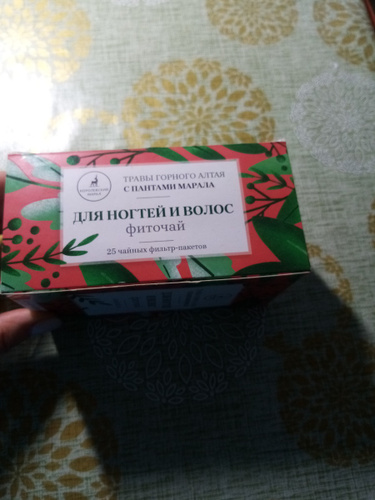 ТРАВЫ ГОРНОГО АЛТАЯ
С ПАНТАМИ МАРАЛА
ДЛЯ НОГТЕЙ И ВОЛОС
фиточай
25 чайных фильтр-пакетов